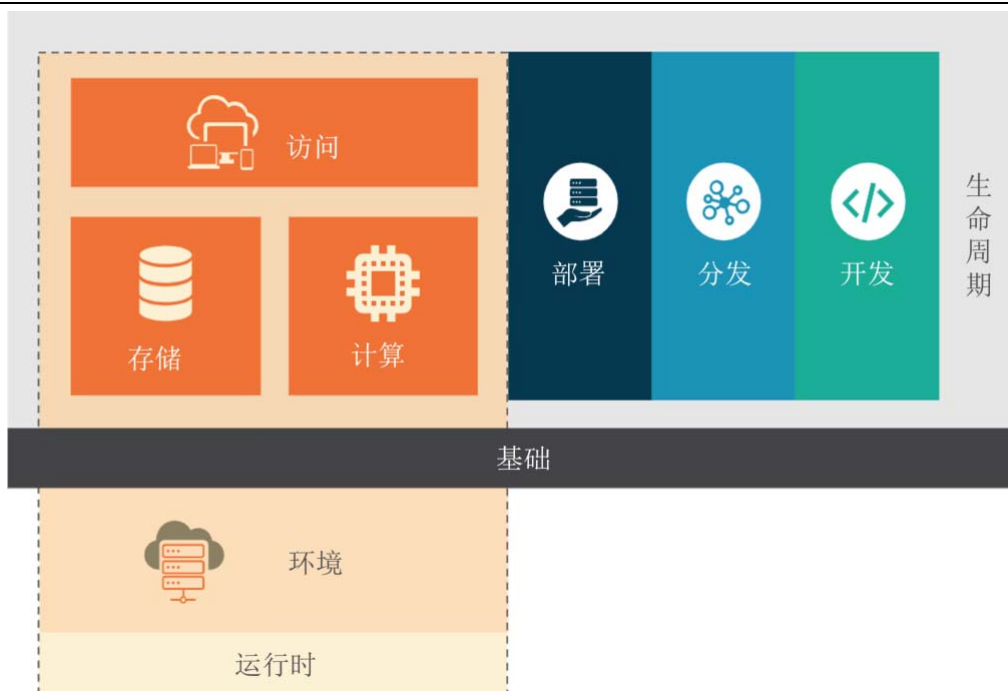 访问
存储
计算
部署
分发
开发
生命周期
基础
环境
运行时